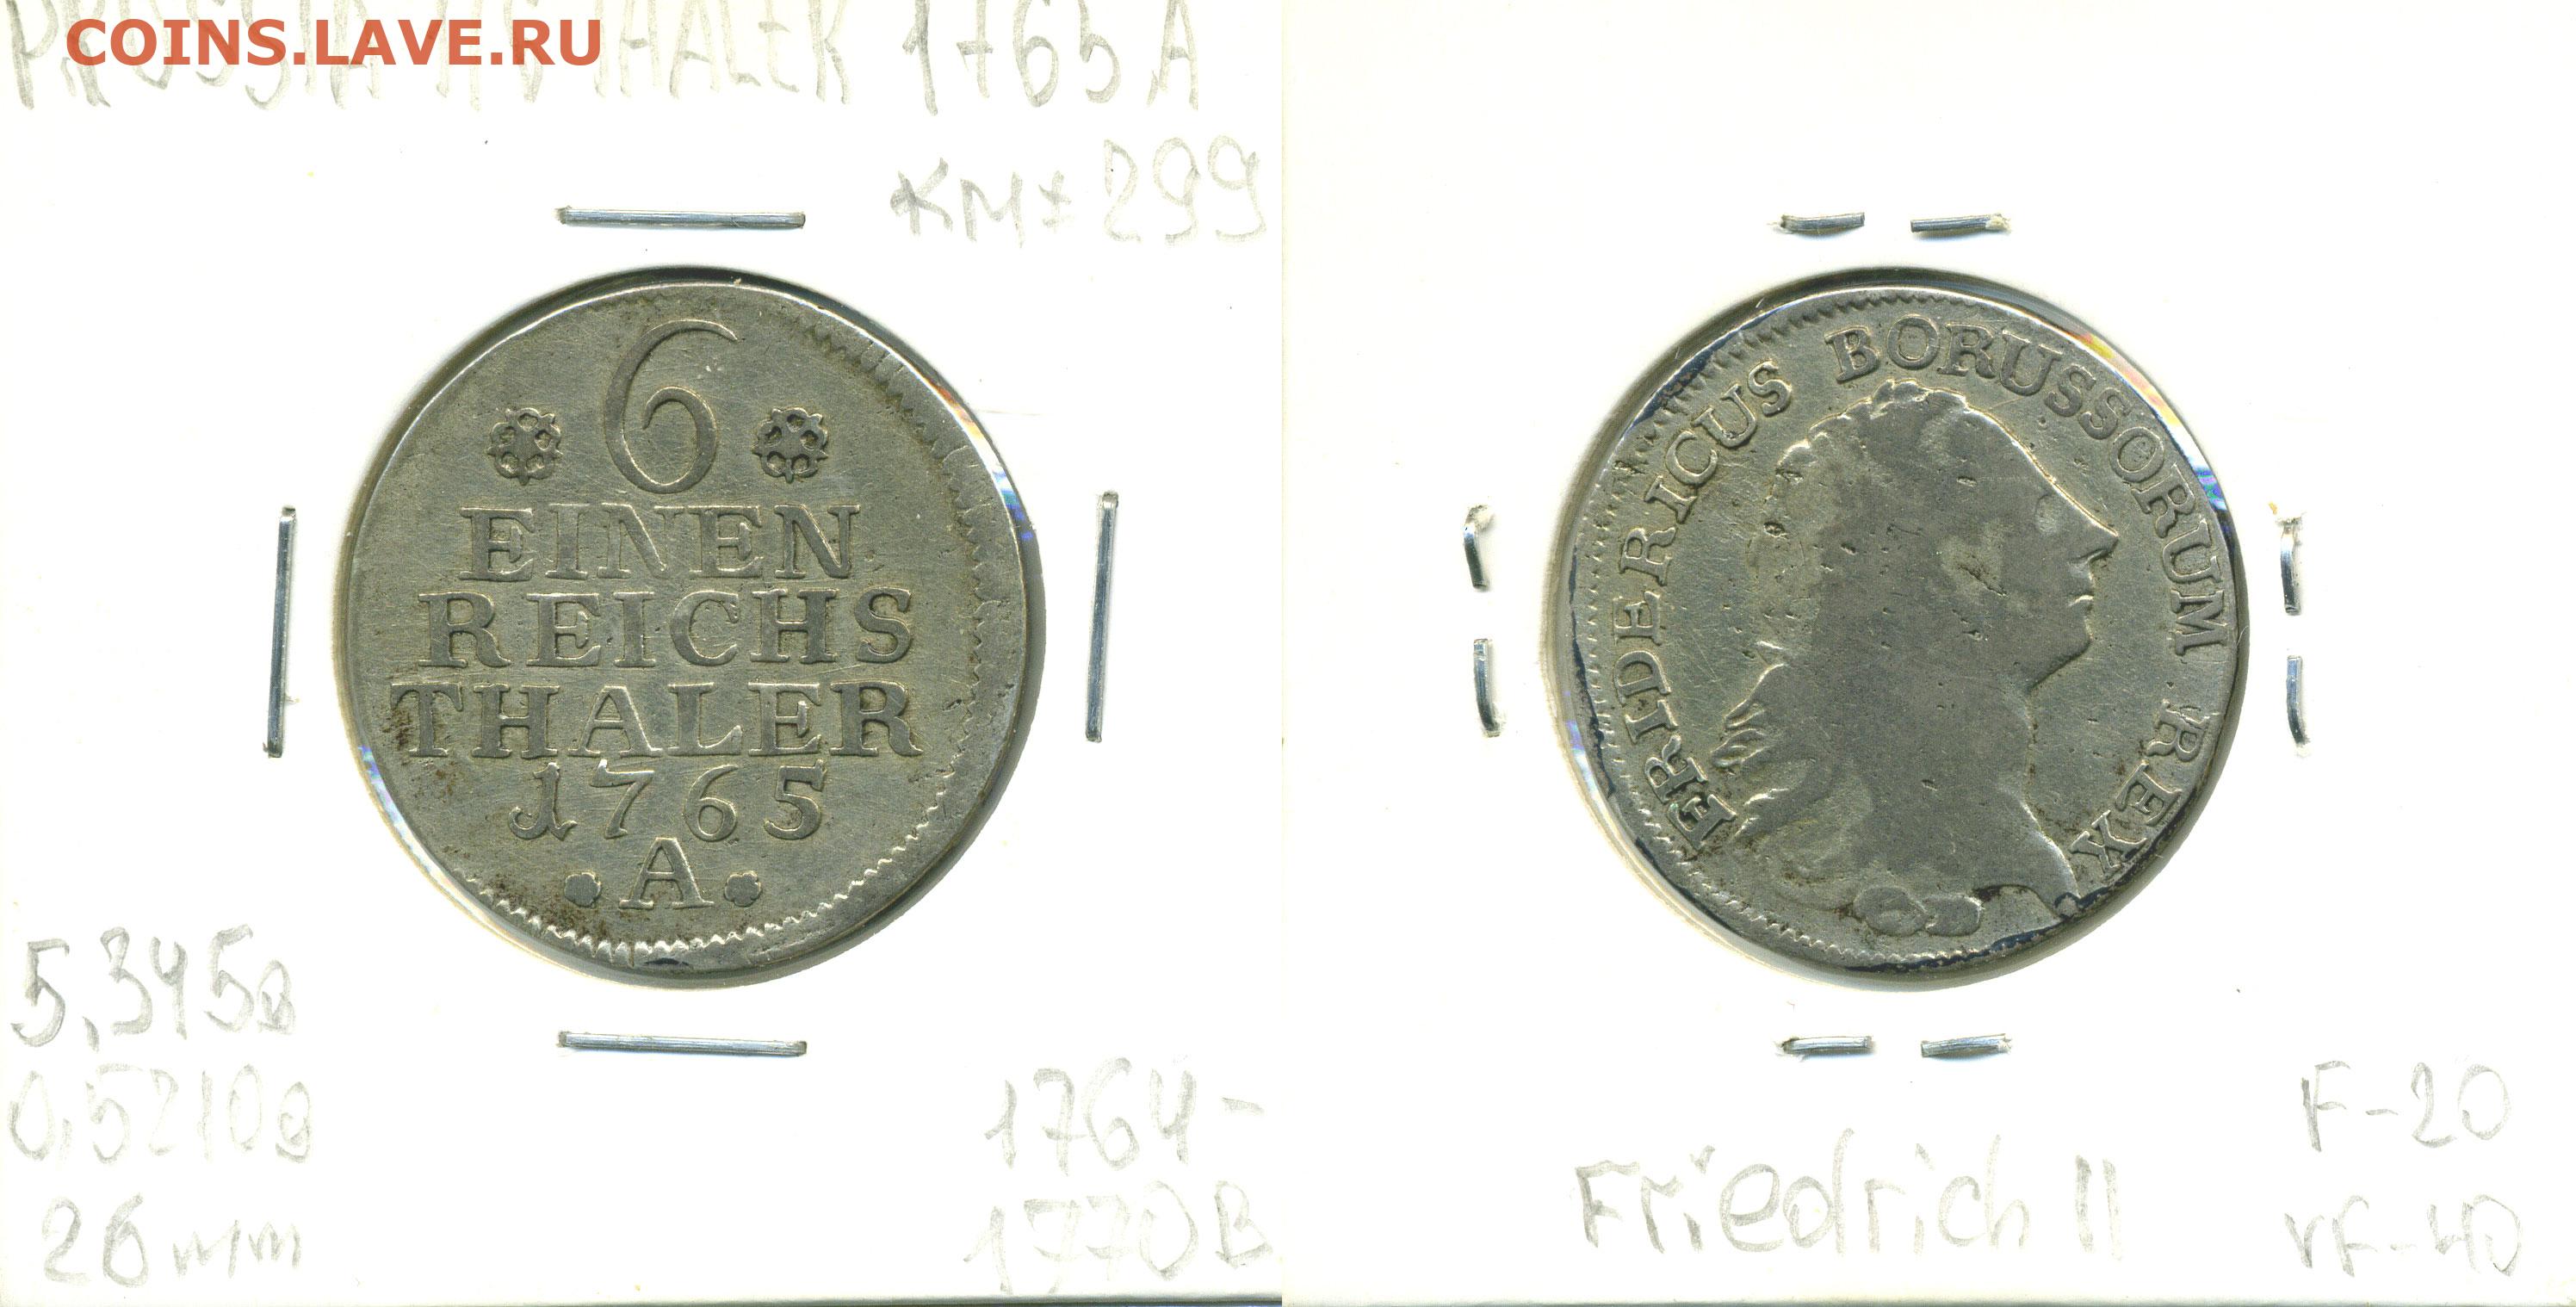 COINS.LAVE.RU
PRUSSIA 1/6 THALER 1765 A
KM# 299
6
EINEN
REICHS
THALER
1765
A
5,345g
0,5210g
26mm
1764-
1770B
FRIDERICUS BORUSSORUM REX
Friedrich II
F-20
VF-40